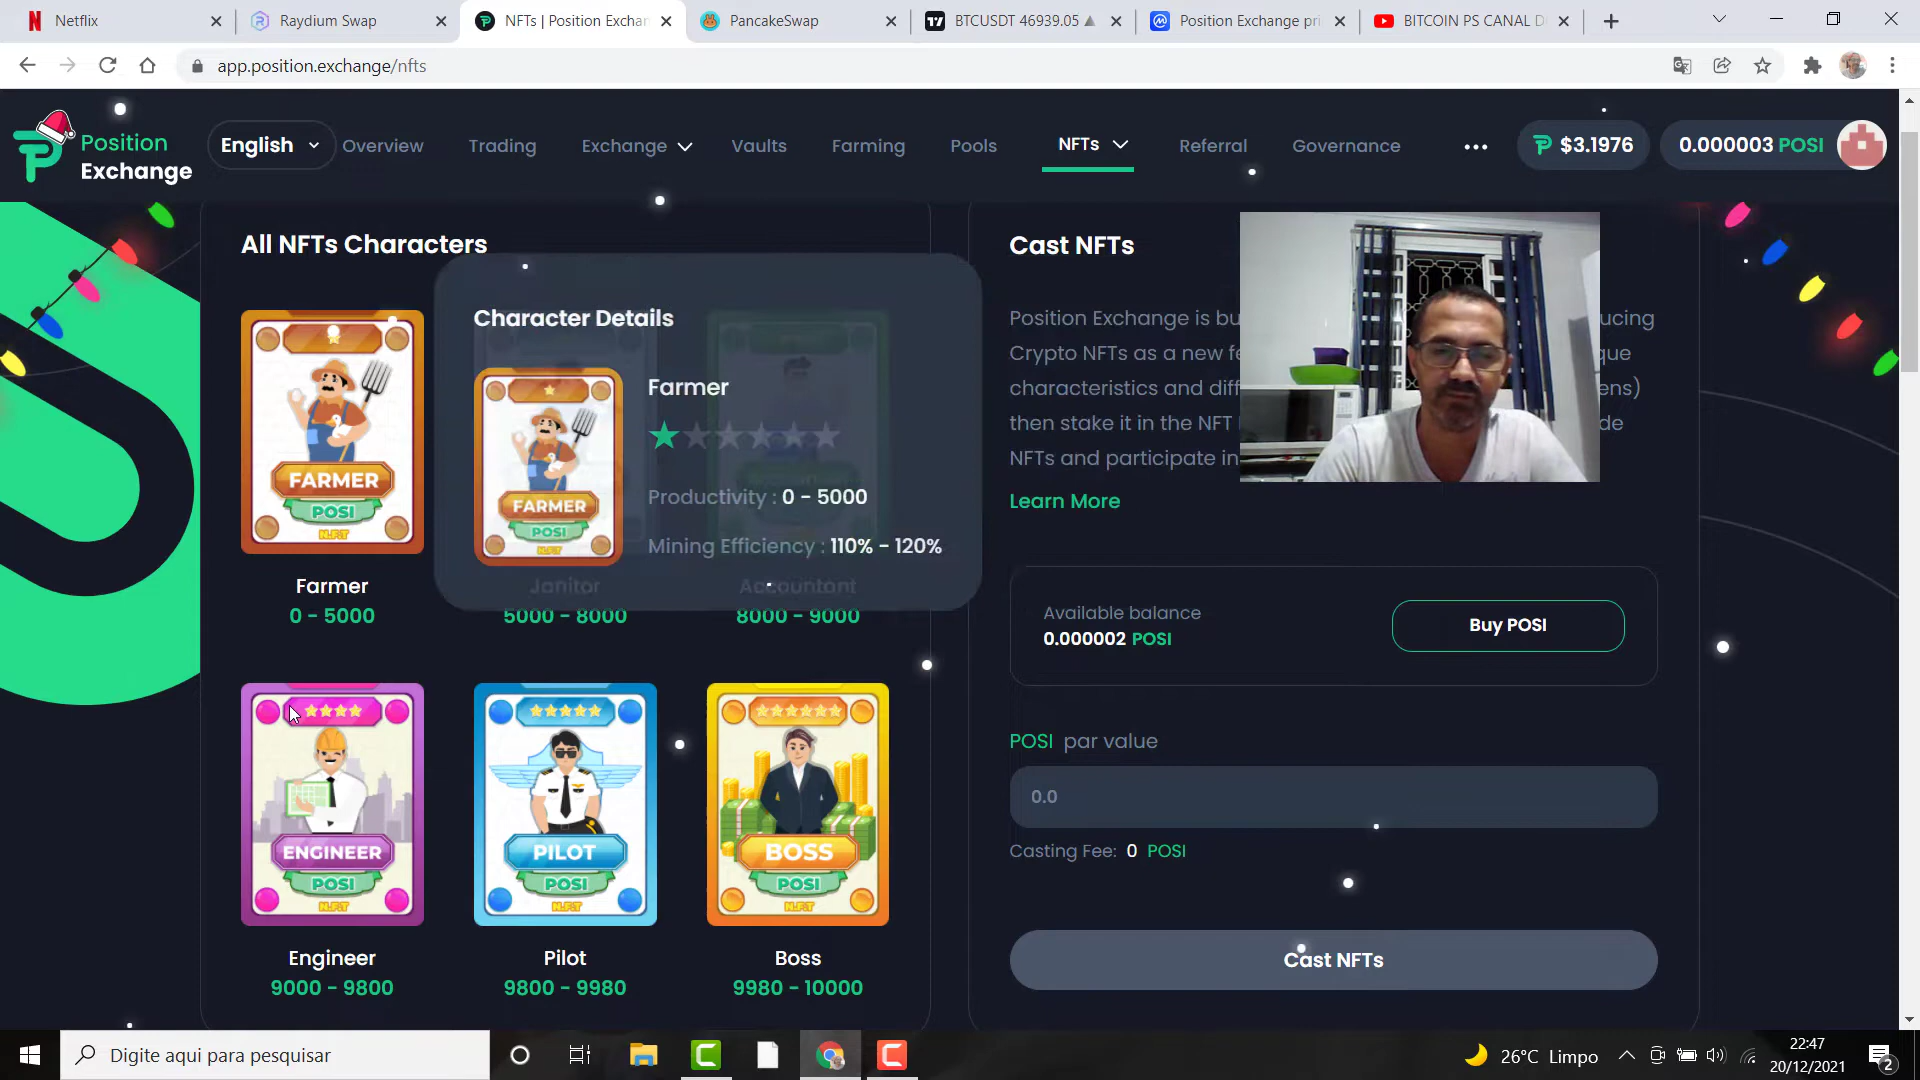 Netflix
Raydium Swap
NFTs | Position Exchan
PancakeSwap
BTCUSDT 46939.05
Position Exchange pri
BITCOIN PS CANAL D
app.position.exchange/nfts
Position
Exchange
English
Overview
Trading
Exchange
Vaults
Farming
Pools
NFTs
Referral
Governance
$3.1976
0.000003 POSI
All NFTs Characters
FARMER
POSI
N.F.T
Farmer
0 - 5000
Character Details
FARMER
POSI
N.F.T
Farmer
Productivity : 0 - 5000
Mining Efficiency : 110% - 120%
Janitor
5000 - 8000
Accountant
8000 - 9000
ENGINEER
POSI
N.F.T
Engineer
9000 - 9800
PILOT
POSI
N.F.T
Pilot
9800 - 9980
BOSS
POSI
N.F.T
Boss
9980 - 10000
Cast NFTs
Position Exchange is bu
ucing
Crypto NFTs as a new fe
que
characteristics and diff
ens)
then stake it in the NFT
de
NFTs and participate in
Learn More
Available balance
0.000002 POSI
Buy POSI
POSI par value
0.0
Casting Fee: 0 POSI
Cast NFTs
Digite aqui para pesquisar
26°C Limpo
22:47
20/12/2021
2